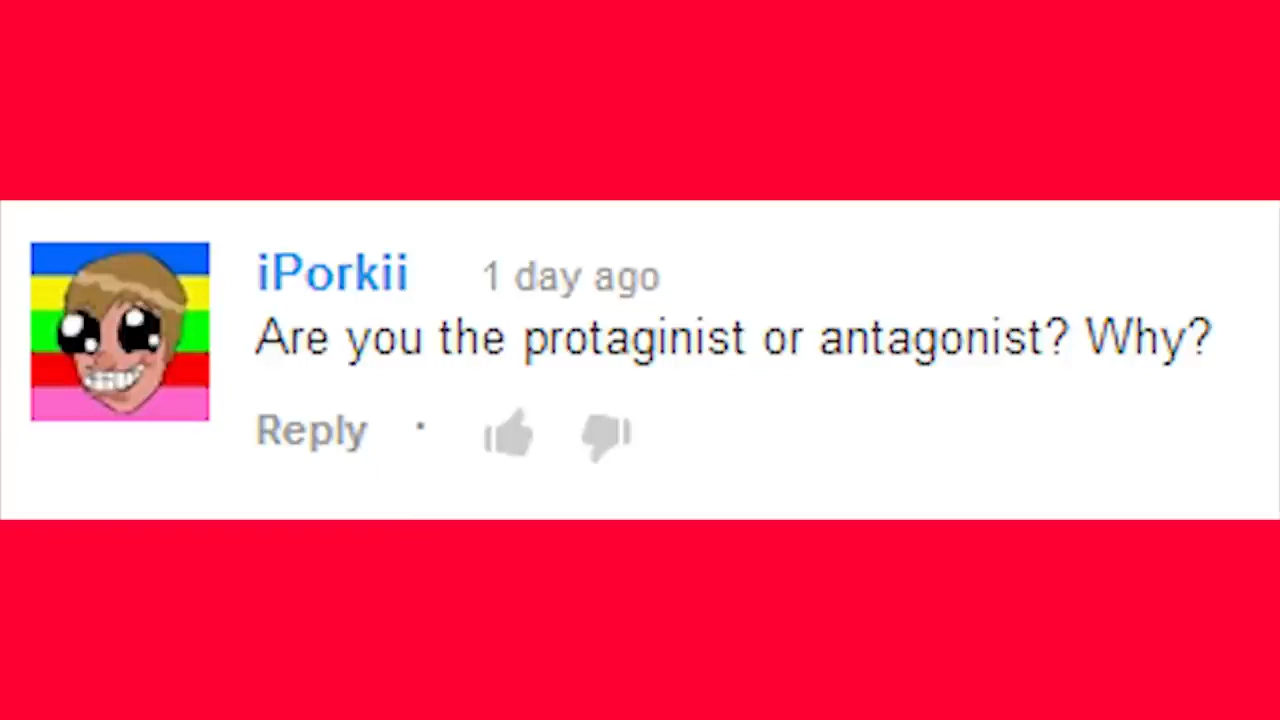 iPorkii 1 day ago
Are you the protaginist or antagonist? Why?
Reply ·